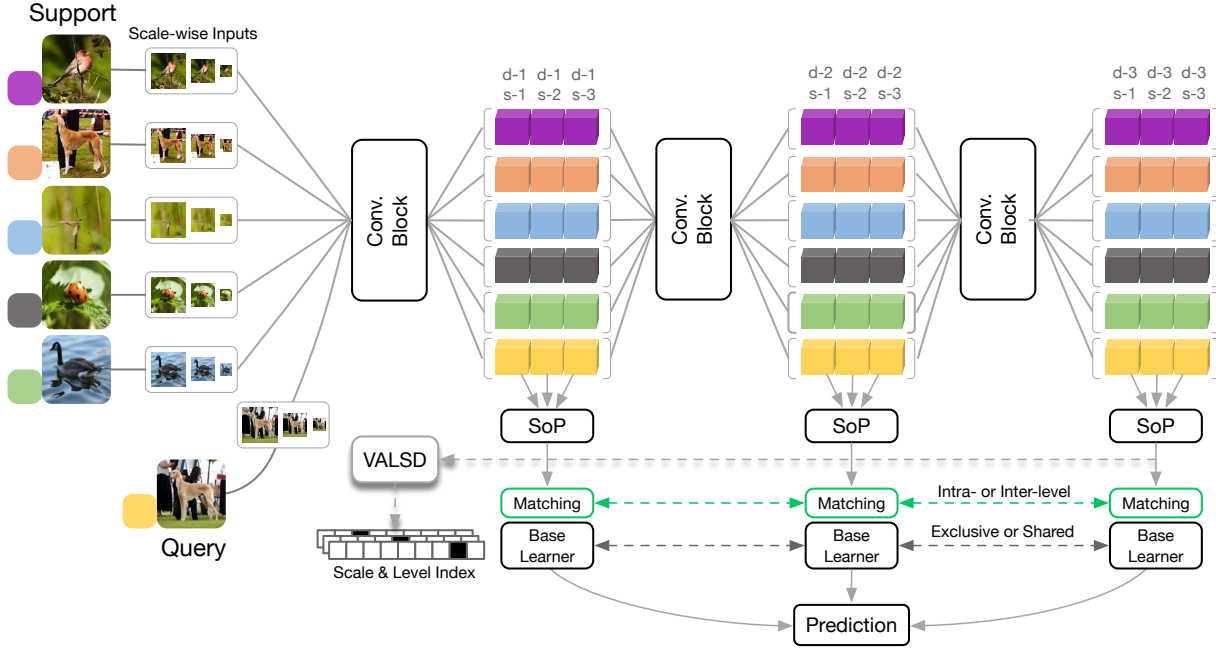 Support
Scale-wise Inputs
d-1 d-1 d-1
s-1 s-2 s-3
d-2 d-2 d-2
s-1 s-2 s-3
d-3 d-3 d-3
s-1 s-2 s-3
Conv.
Block
Conv.
Block
Conv.
Block
SoP
SoP
SoP
VALSD
Matching
Matching
Intra- or Inter-level
Matching
Base
Learner
Base
Learner
Exclusive or Shared
Base
Learner
Query
Scale & Level Index
Prediction